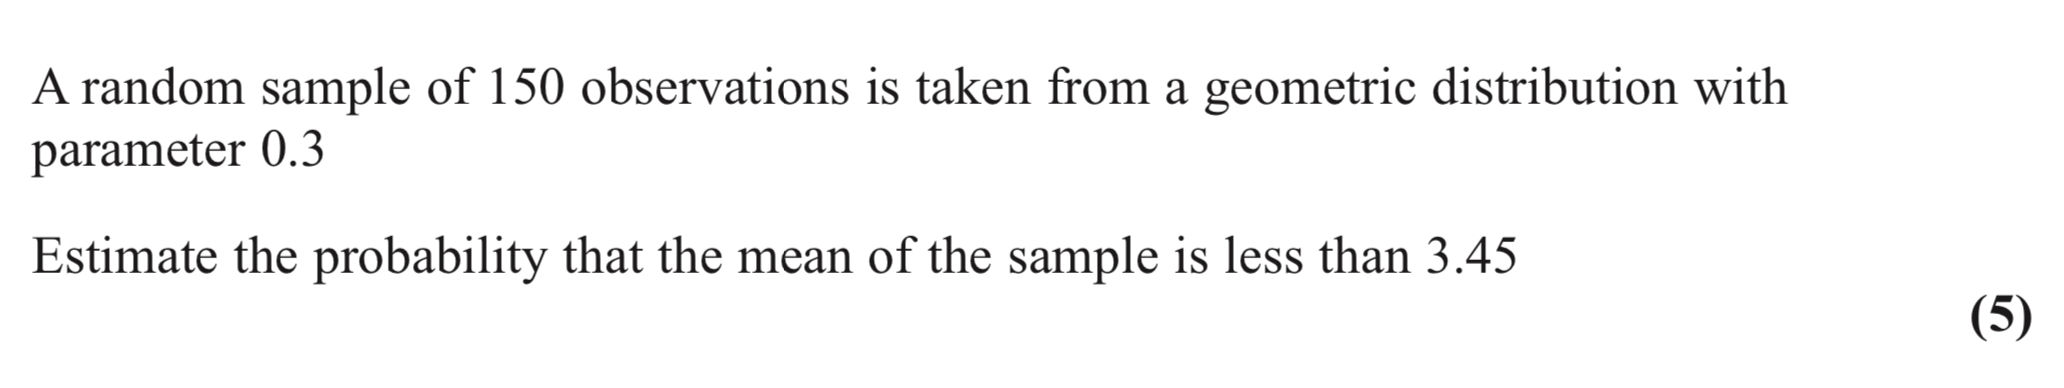 A random sample of 150 observations is taken from a geometric distribution with
parameter 0.3
Estimate the probability that the mean of the sample is less than 3.45
(5)